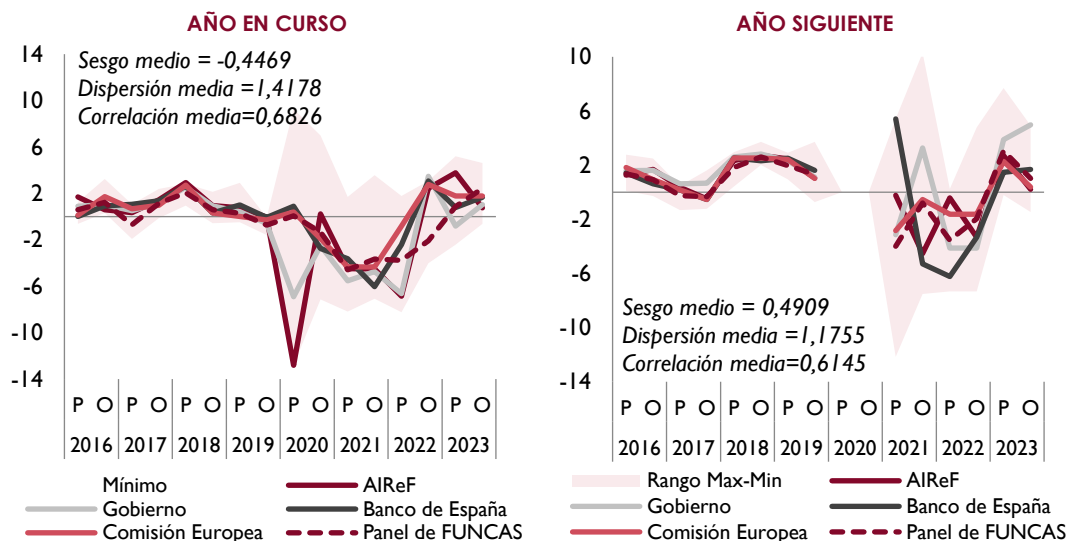 AÑO EN CURSO
14
10
6
2
-2
-6
-10
-14
Sesgo medio = -0,4469
Dispersión media =1,4178
Correlación media=0,6826
P O P O P O P O P O P O P O P O
2016 2017 2018 2019 2020 2021 2022 2023
Mínimo
AIReF
Gobierno
Banco de España
Comisión Europea
Panel de FUNCAS
AÑO SIGUIENTE
10
6
2
-2
-6
-10
-14
Sesgo medio = 0,4909
Dispersión media =1,1755
Correlación media=0,6145
P O P O P O P O P O P O P O P O
2016 2017 2018 2019 2020 2021 2022 2023
Rango Max-Min
AIReF
Gobierno
Banco de España
Comisión Europea
Panel de FUNCAS